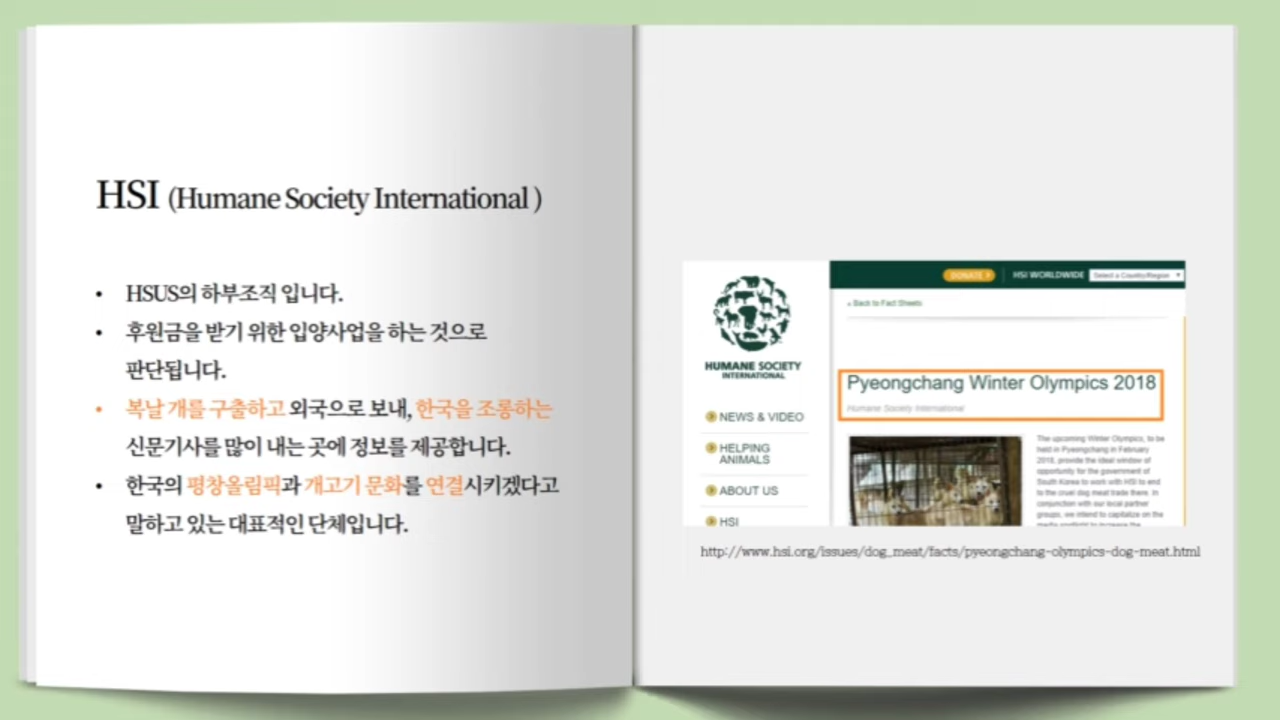 HSI (Humane Society International )
• HSUS의 하부조직 입니다.
• 후원금을 받기 위한 입양사업을 하는 것으로
판단됩니다.
• 복날 개를 구출하고 외국으로 보내, 한국을 조롱하는
신문기사를 많이 내는 곳에 정보를 제공합니다.
• 한국의 평창올림픽과 개고기 문화를 연결시키겠다고
말하고 있는 대표적인 단체입니다.
DONATE
HSI WORLDWIDE
Select a Country/Region
« Back to Fact Sheets
HUMANE SOCIETY
INTERNATIONAL
Pyeongchang Winter Olympics 2018
Humane Society International
NEWS & VIDEO
HELPING
ANIMALS
ABOUT US
HSI
The upcoming Winter Olympics, to be
held in Pyeongchang in February
2018, provide the ideal window of
opportunity for the government of
South Korea to work with HSI to end
to the cruel dog meat trade there. In
conjunction with our local partner
groups, we intend to capitalize on the
media spotlight to increase the
http://www.hsi.org/issues/dog_meat/facts/pyeongchang-olympics-dog-meat.html